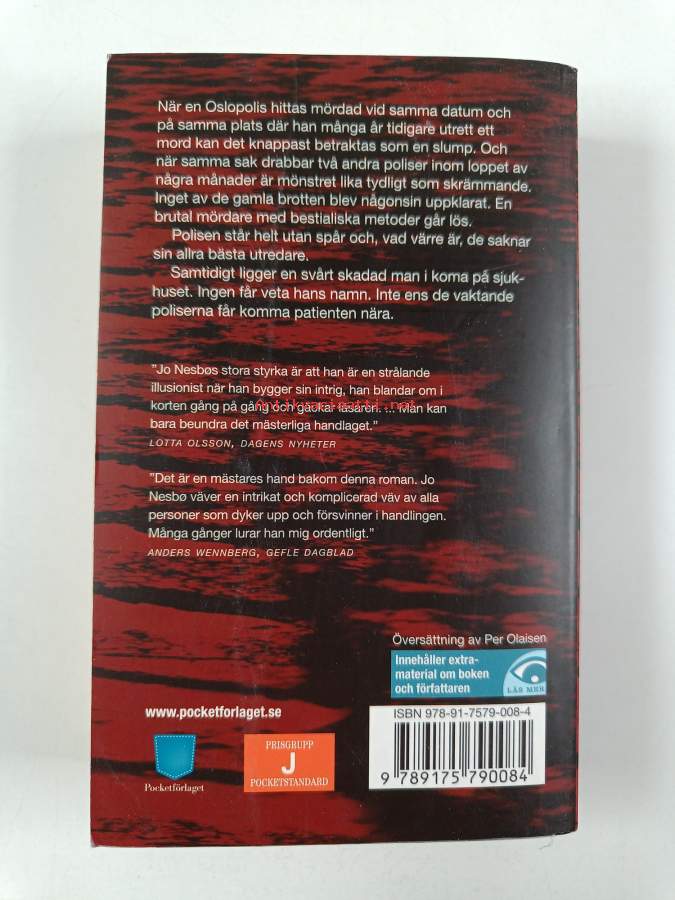 När en Oslopolis hittas mördad vid samma datum och
på samma plats där han många år tidigare utrett ett
mord kan det knappast betraktas som en slump. Och
när samma sak drabbar två andra poliser inom loppet av
några månader är mönstret lika tydligt som skrämmande.
Inget av de gamla brotten blev någonsin uppklarat. En
brutal mördare med bestialiska metoder går lös.
Polisen står helt utan spår och, vad värre är, de saknar
sin allra bästa utredare.
Samtidigt ligger en svårt skadad man i koma på sjuk-
huset. Ingen får veta hans namn. Inte ens de vaktande
poliserna får komma patienten nära.
"Jo Nesbøs stora styrka är att han är en strålande
illusionist när han bygger sin intrig, han blandar om i
korten gång på gång och gäckar läsaren. ... Man kan
bara beundra det mästerliga handlaget."
LOTTA OLSSON, DAGENS NYHETER
"Det är en mästares hand bakom denna roman. Jo
Nesbø väver en intrikat och komplicerad väv av alla
personer som dyker upp och försvinner i handlingen.
Många gånger lurar han mig ordentligt."
ANDERS WENNBERG, GEFLE DAGBLAD
Översättning av Per Olaisen
Innehåller extra-
material om boken
och författaren
LÄS MER
www.pocketforlaget.se
ISBN 978-91-7579-008-4
PRISGRUPP
J
POCKETSTANDARD
Pocketförlaget
9 789175 790084